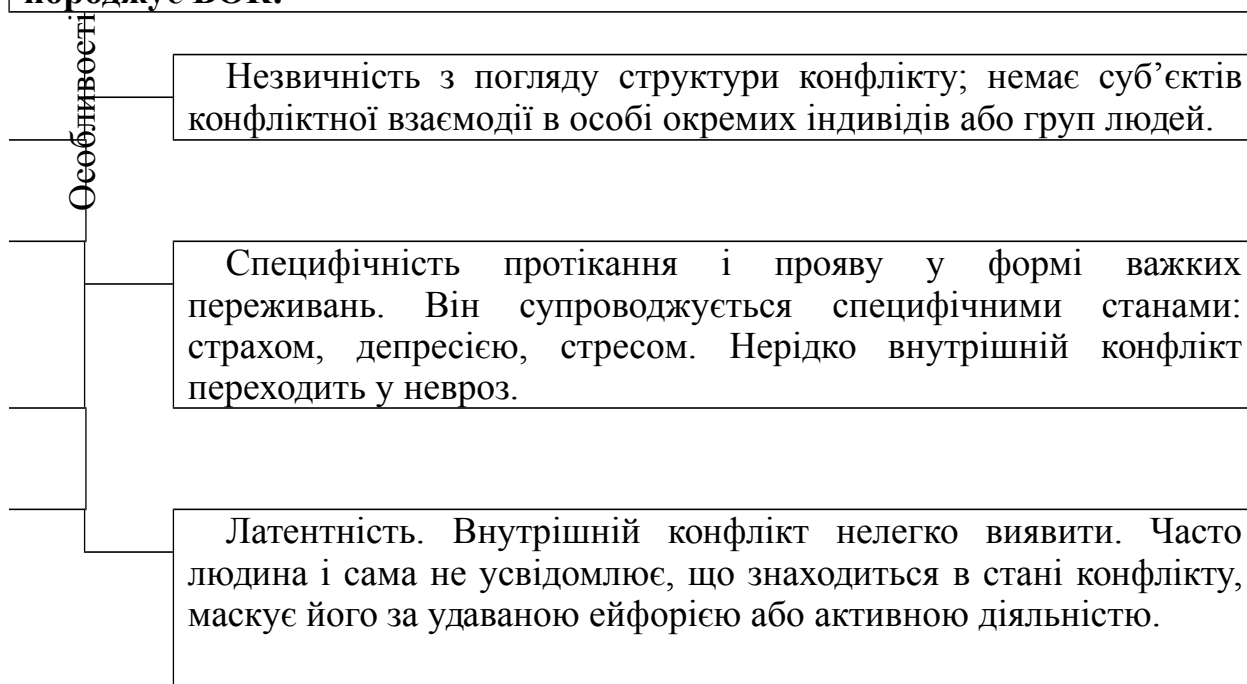 породжує ВОК.
Особливості
Незвичність з погляду структури конфлікту; немає суб’єктів
конфліктної взаємодії в особі окремих індивідів або груп людей.
Специфічність протікання і прояву у формі важких
переживань. Він супроводжується специфічними станами:
страхом, депресією, стресом. Нерідко внутрішній конфлікт
переходить у невроз.
Латентність. Внутрішній конфлікт нелегко виявити. Часто
людина і сама не усвідомлює, що знаходиться в стані конфлікту,
маскує його за удаваною ейфорією або активною діяльністю.